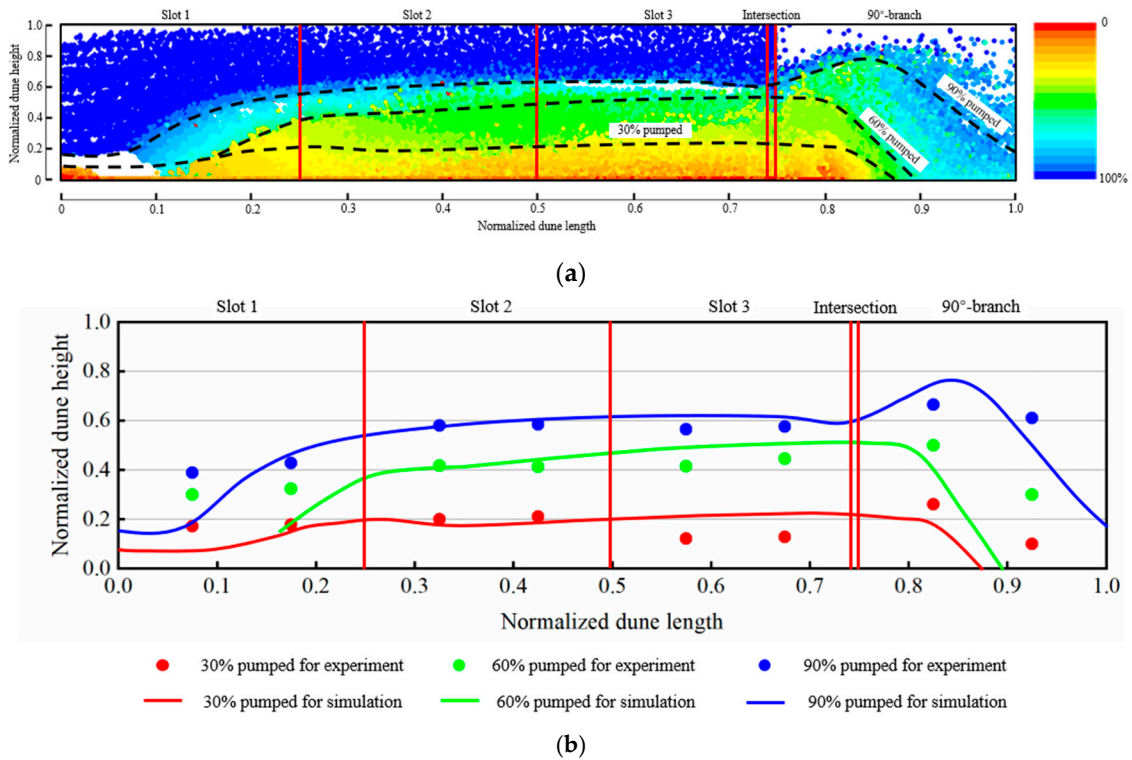 Slot 1 Slot 2 Slot 3 Intersection 90°-branch
Normalized dune height
1.0
0.8
0.6
0.4
0.2
0
30% pumped
60% pumped
90% pumped
0
100%
0 0.1 0.2 0.3 0.4 0.5 0.6 0.7 0.8 0.9 1.0
Normalized dune length
(a)
Slot 1 Slot 2 Slot 3 Intersection 90°-branch
Normalized dune height
1.0
0.8
0.6
0.4
0.2
0.0
0.0 0.1 0.2 0.3 0.4 0.5 0.6 0.7 0.8 0.9 1.0
Normalized dune length
30% pumped for experiment 60% pumped for experiment 90% pumped for experiment
30% pumped for simulation 60% pumped for simulation 90% pumped for simulation
(b)